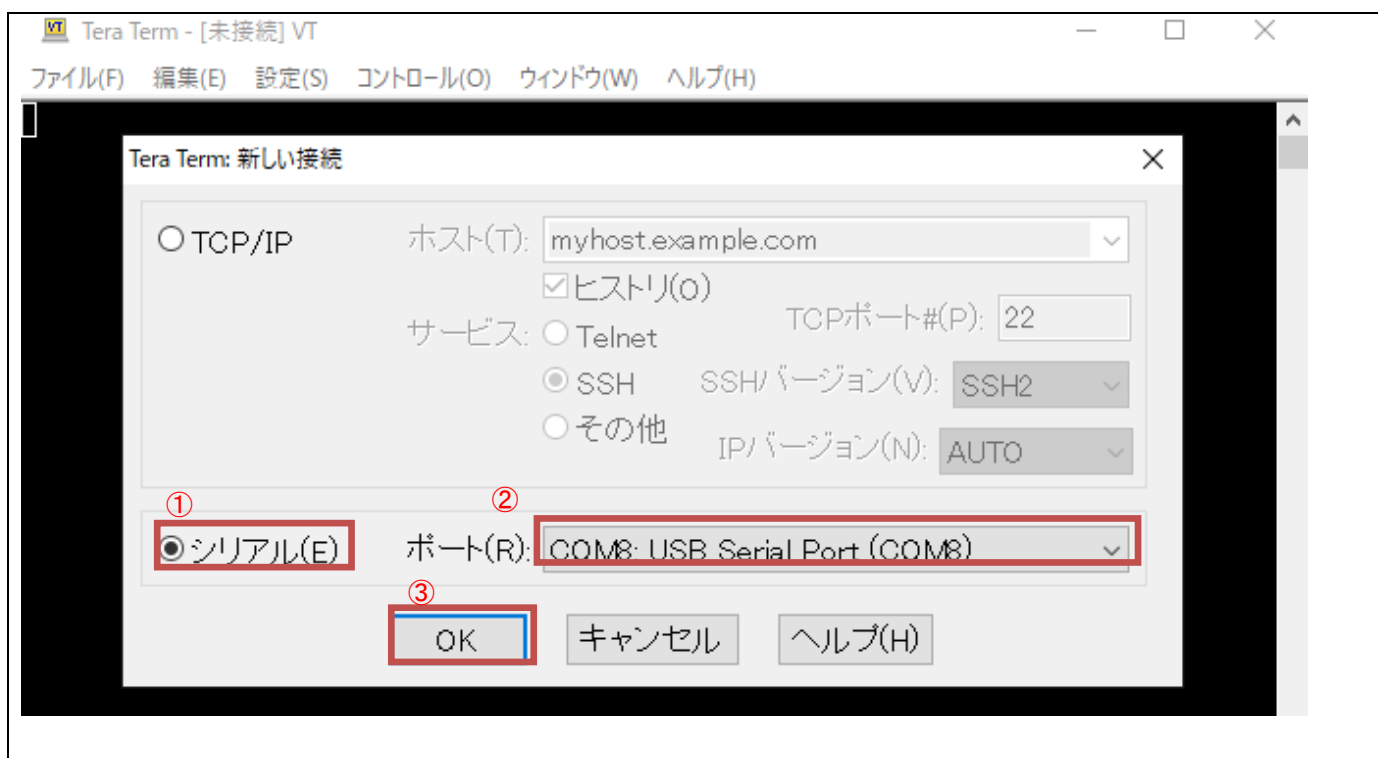 Tera Term - [未接続] VT
ファイル(F) 編集(E) 設定(S) コントロール(O) ウィンドウ(W) ヘルプ(H)
Tera Term: 新しい接続
TCP/IP ホスト(T): myhost.example.com
ヒストリ(O)
サービス: Telnet TCPポート#(P): 22
SSH SSHバージョン(V): SSH2
その他 IPバージョン(N): AUTO
① ②
シリアル(E) ポート(R): COM8: USB Serial Port (COM8)
③
OK キャンセル ヘルプ(H)